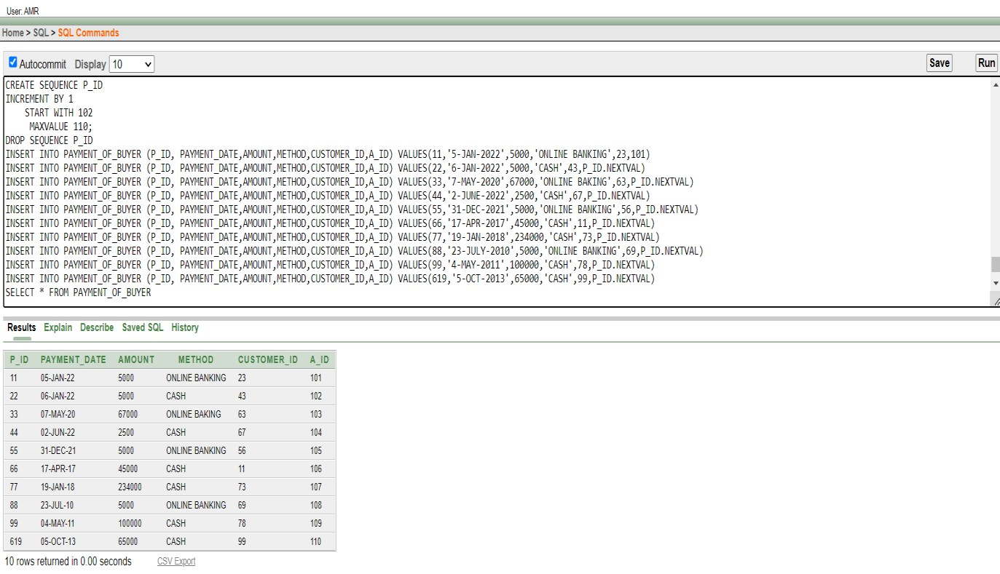 User: AMR
Home > SQL > SQL Commands
Autocommit Display 10 Save Run
CREATE SEQUENCE P_ID
INCREMENT BY 1
START WITH 102
MAXVALUE 110;
DROP SEQUENCE P_ID
INSERT INTO PAYMENT_OF_BUYER (P_ID, PAYMENT_DATE,AMOUNT,METHOD,CUSTOMER_ID,A_ID) VALUES(11,'5-JAN-2022',5000,'ONLINE BANKING',23,101)
INSERT INTO PAYMENT_OF_BUYER (P_ID, PAYMENT_DATE,AMOUNT,METHOD,CUSTOMER_ID,A_ID) VALUES(22,'6-JAN-2022',5000,'CASH',43,P_ID.NEXTVAL)
INSERT INTO PAYMENT_OF_BUYER (P_ID, PAYMENT_DATE,AMOUNT,METHOD,CUSTOMER_ID,A_ID) VALUES(33,'7-MAY-2020',67000,'ONLINE BAKING',63,P_ID.NEXTVAL)
INSERT INTO PAYMENT_OF_BUYER (P_ID, PAYMENT_DATE,AMOUNT,METHOD,CUSTOMER_ID,A_ID) VALUES(44,'2-JUNE-2022',2500,'CASH',67,P_ID.NEXTVAL)
INSERT INTO PAYMENT_OF_BUYER (P_ID, PAYMENT_DATE,AMOUNT,METHOD,CUSTOMER_ID,A_ID) VALUES(55,'31-DEC-2021',5000,'ONLINE BANKING',56,P_ID.NEXTVAL)
INSERT INTO PAYMENT_OF_BUYER (P_ID, PAYMENT_DATE,AMOUNT,METHOD,CUSTOMER_ID,A_ID) VALUES(66,'17-APR-2017',45000,'CASH',11,P_ID.NEXTVAL)
INSERT INTO PAYMENT_OF_BUYER (P_ID, PAYMENT_DATE,AMOUNT,METHOD,CUSTOMER_ID,A_ID) VALUES(77,'19-JAN-2018',234000,'CASH',73,P_ID.NEXTVAL)
INSERT INTO PAYMENT_OF_BUYER (P_ID, PAYMENT_DATE,AMOUNT,METHOD,CUSTOMER_ID,A_ID) VALUES(88,'23-JULY-2010',5000,'ONLINE BANKING',69,P_ID.NEXTVAL)
INSERT INTO PAYMENT_OF_BUYER (P_ID, PAYMENT_DATE,AMOUNT,METHOD,CUSTOMER_ID,A_ID) VALUES(99,'4-MAY-2011',100000,'CASH',78,P_ID.NEXTVAL)
INSERT INTO PAYMENT_OF_BUYER (P_ID, PAYMENT_DATE,AMOUNT,METHOD,CUSTOMER_ID,A_ID) VALUES(619,'5-OCT-2013',65000,'CASH',99,P_ID.NEXTVAL)
SELECT * FROM PAYMENT_OF_BUYER
Results Explain Describe Saved SQL History
P_ID PAYMENT_DATE AMOUNT METHOD CUSTOMER_ID A_ID
11 05-JAN-22 5000 ONLINE BANKING 23 101
22 06-JAN-22 5000 CASH 43 102
33 07-MAY-20 67000 ONLINE BAKING 63 103
44 02-JUN-22 2500 CASH 67 104
55 31-DEC-21 5000 ONLINE BANKING 56 105
66 17-APR-17 45000 CASH 11 106
77 19-JAN-18 234000 CASH 73 107
88 23-JUL-10 5000 ONLINE BANKING 69 108
99 04-MAY-11 100000 CASH 78 109
619 05-OCT-13 65000 CASH 99 110
10 rows returned in 0.00 seconds CSV Export